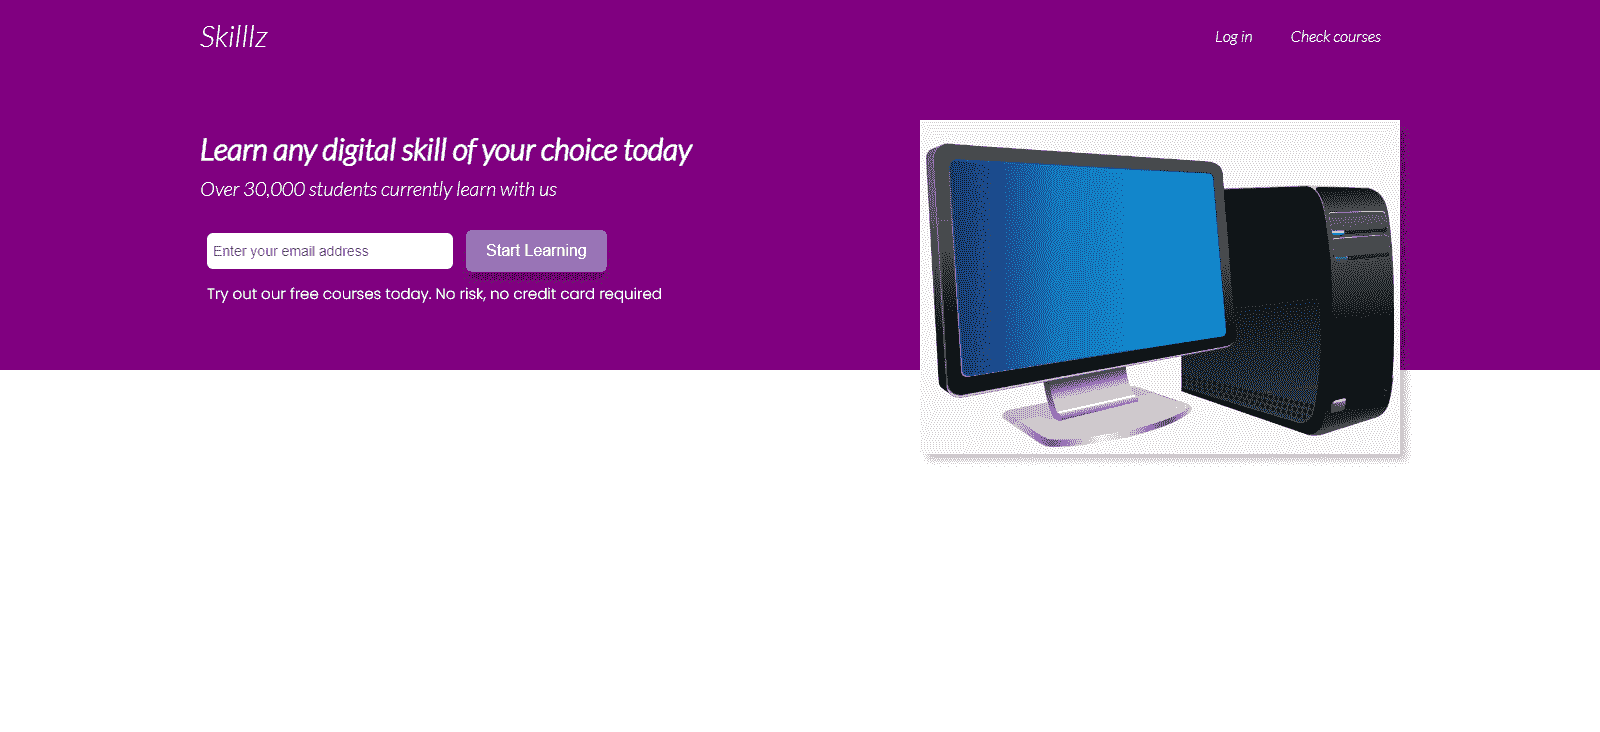 Skilllz
Log in
Check courses
Learn any digital skill of your choice today
Over 30,000 students currently learn with us
Enter your email address
Start Learning
Try out our free courses today. No risk, no credit card required